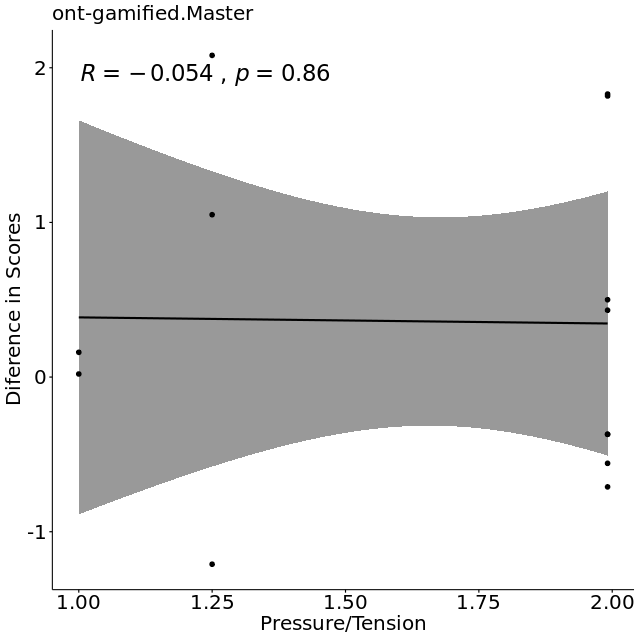 ont-gamified.Master
R = −0.054 , p = 0.86
2
1
0
-1
Diference in Scores
1.00 1.25 1.50 1.75 2.00
Pressure/Tension